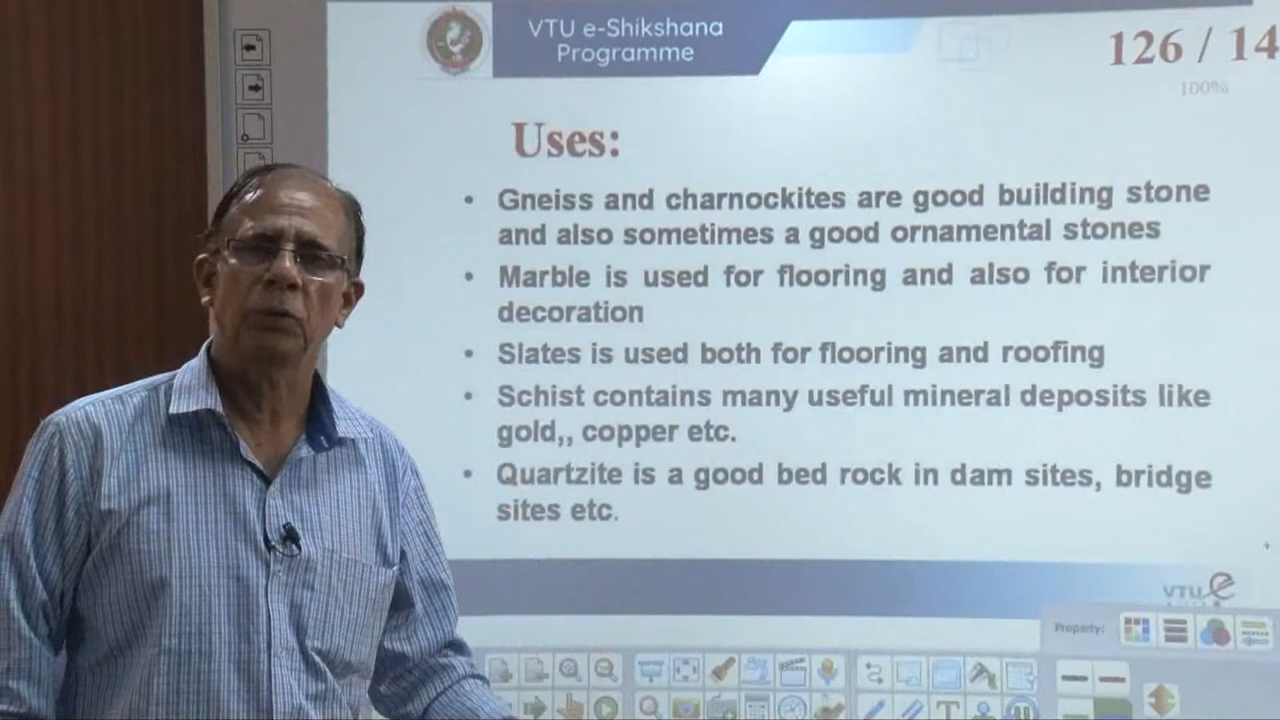 VTU e-Shikshana
Programme
126 / 14
100%
Uses:
• Gneiss and charnockites are good building stone
and also sometimes a good ornamental stones
• Marble is used for flooring and also for interior
decoration
• Slates is used both for flooring and roofing
• Schist contains many useful mineral deposits like
gold,, copper etc.
• Quartzite is a good bed rock in dam sites, bridge
sites etc.
VTU e
Property: